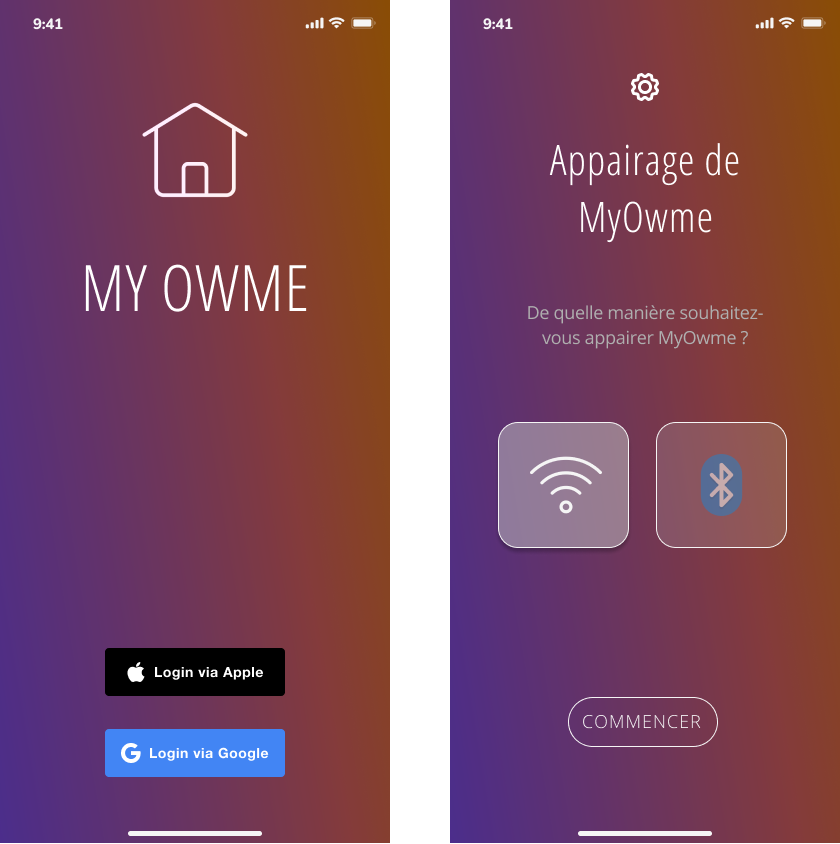 9:41
MY OWME
Login via Apple
Login via Google
9:41
Appairage de
MyOwme
De quelle manière souhaitez-
vous appairer MyOwme ?
COMMENCER